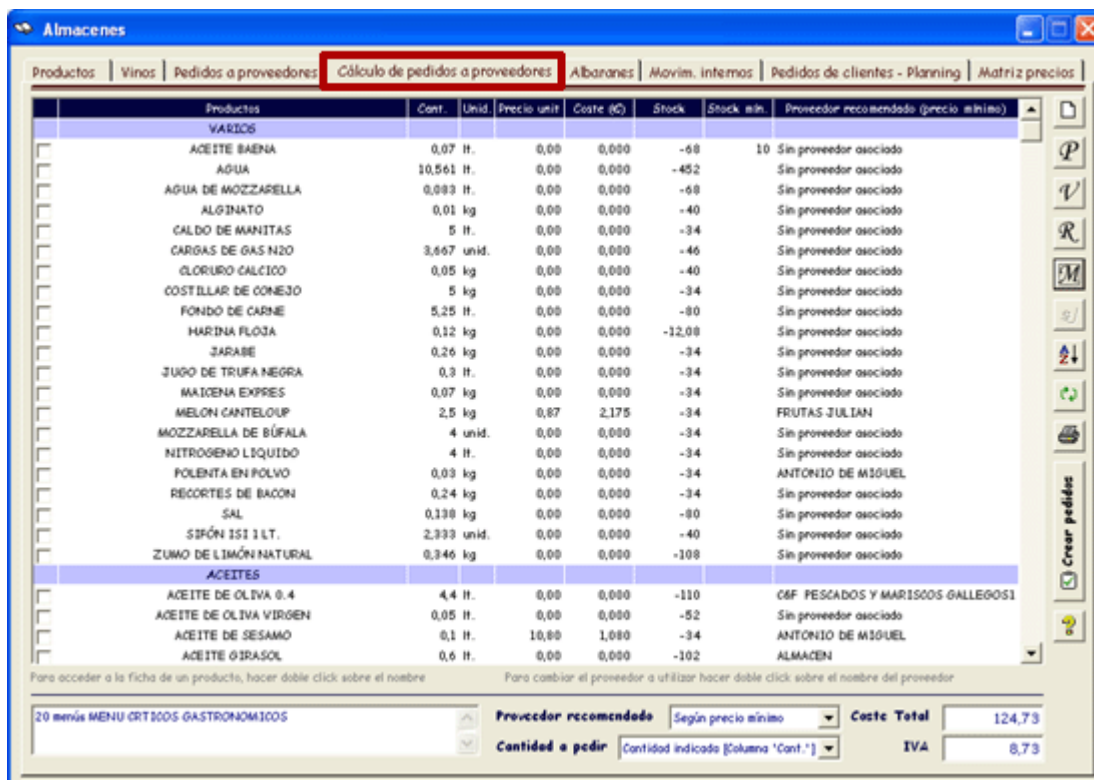 Almacenes
Productos Vinos Pedidos a proveedores Cálculo de pedidos a proveedores Albaranes Movim. internos Pedidos de clientes - Planning Matriz precios
Productos Cant. Unid. Precio unit Coste (€) Stock Stock mín. Proveedor recomendado (precio mínimo)
VARIOS
ACEITE BAENA 0,07 lt. 0,00 0,000 -68 10 Sin proveedor asociado
AGUA 10,561 lt. 0,00 0,000 -452 Sin proveedor asociado
AGUA DE MOZZARELLA 0,083 lt. 0,00 0,000 -68 Sin proveedor asociado
ALGINATO 0,01 kg 0,00 0,000 -40 Sin proveedor asociado
CALDO DE MANITAS 5 lt. 0,00 0,000 -34 Sin proveedor asociado
CARGAS DE GAS N2O 3,667 unid. 0,00 0,000 -46 Sin proveedor asociado
CLORURO CALCICO 0,05 kg 0,00 0,000 -40 Sin proveedor asociado
COSTILLAR DE CONEJO 5 kg 0,00 0,000 -34 Sin proveedor asociado
FONDO DE CARNE 5,25 lt. 0,00 0,000 -80 Sin proveedor asociado
HARINA FLOJA 0,12 kg 0,00 0,000 -12,08 Sin proveedor asociado
JARABE 0,26 kg 0,00 0,000 -34 Sin proveedor asociado
JUGO DE TRUFA NEGRA 0,3 lt. 0,00 0,000 -34 Sin proveedor asociado
MAICENA EXPRES 0,07 kg 0,00 0,000 -34 Sin proveedor asociado
MELON CANTELOUP 2,5 kg 0,87 2,175 -34 FRUTAS JULIAN
MOZZARELLA DE BÚFALA 4 unid. 0,00 0,000 -34 Sin proveedor asociado
NITROGENO LIQUIDO 4 lt. 0,00 0,000 -34 Sin proveedor asociado
POLENTA EN POLVO 0,03 kg 0,00 0,000 -34 ANTONIO DE MIGUEL
RECORTES DE BACON 0,24 kg 0,00 0,000 -34 Sin proveedor asociado
SAL 0,138 kg 0,00 0,000 -80 Sin proveedor asociado
SIFÓN ISI 1 LT. 2,333 unid. 0,00 0,000 -40 Sin proveedor asociado
ZUMO DE LIMÓN NATURAL 0,346 kg 0,00 0,000 -108 Sin proveedor asociado
ACEITES
ACEITE DE OLIVA 0.4 4,4 lt. 0,00 0,000 -110 C6F PESCADOS Y MARISCOS GALLEGOS1
ACEITE DE OLIVA VIRGEN 0,05 lt. 0,00 0,000 -52 Sin proveedor asociado
ACEITE DE SESAMO 0,1 lt. 10,80 1,080 -34 ANTONIO DE MIGUEL
ACEITE GIRASOL 0,6 lt. 0,00 0,000 -102 ALMACEN
P
V
R
M
A
Z
Crear pedidos
?
Para acceder a la ficha de un producto, hacer doble click sobre el nombre Para cambiar el proveedor a utilizar hacer doble click sobre el nombre del proveedor
20 menús MENU CRTICOS GASTRONOMICOS
Proveedor recomendado Según precio mínimo Coste Total 124,73
Cantidad a pedir Cantidad indicada [Columna "Cant."] IVA 8,73